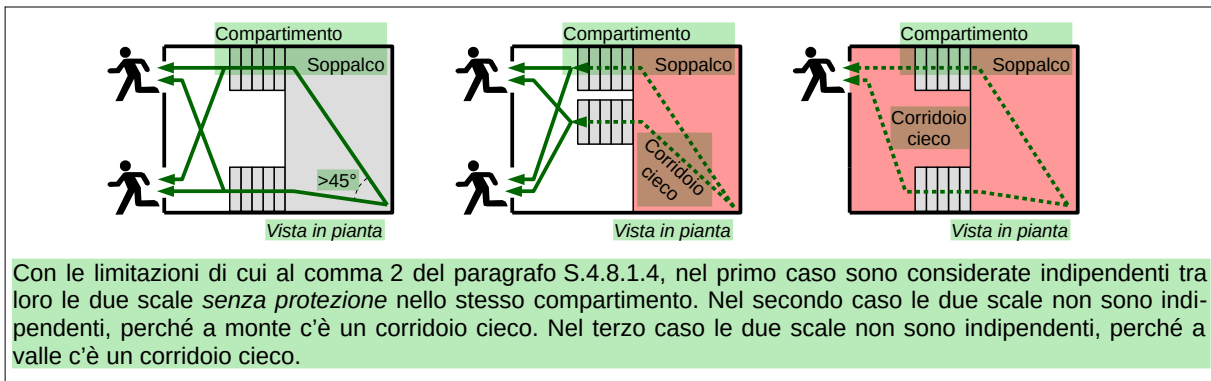 Compartimento
Soppalco
>45°
Vista in pianta
Compartimento
Soppalco
Corridoio
cieco
Vista in pianta
Compartimento
Soppalco
Corridoio
cieco
Vista in pianta
Con le limitazioni di cui al comma 2 del paragrafo S.4.8.1.4, nel primo caso sono considerate indipendenti tra
loro le due scale senza protezione nello stesso compartimento. Nel secondo caso le due scale non sono indi-
pendenti, perché a monte c'è un corridoio cieco. Nel terzo caso le due scale non sono indipendenti, perché a
valle c'è un corridoio cieco.